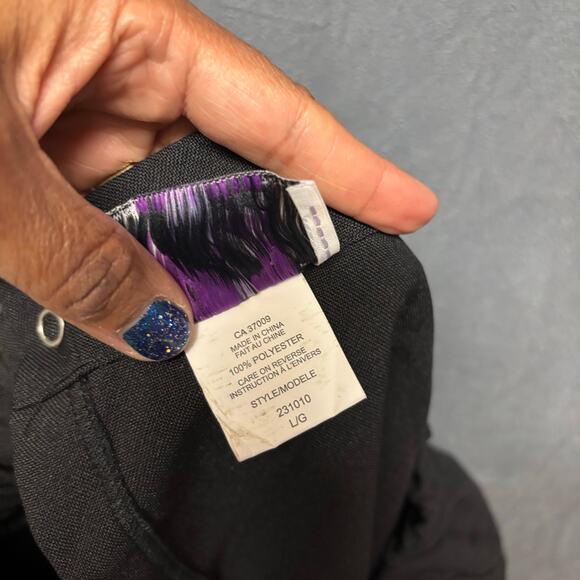 CA 37009
MADE IN CHINA
FAIT AU CHINE
100% POLYESTER
CARE ON REVERSE
INSTRUCTION À L'ENVERS
STYLE/MODELE
231010
L/G